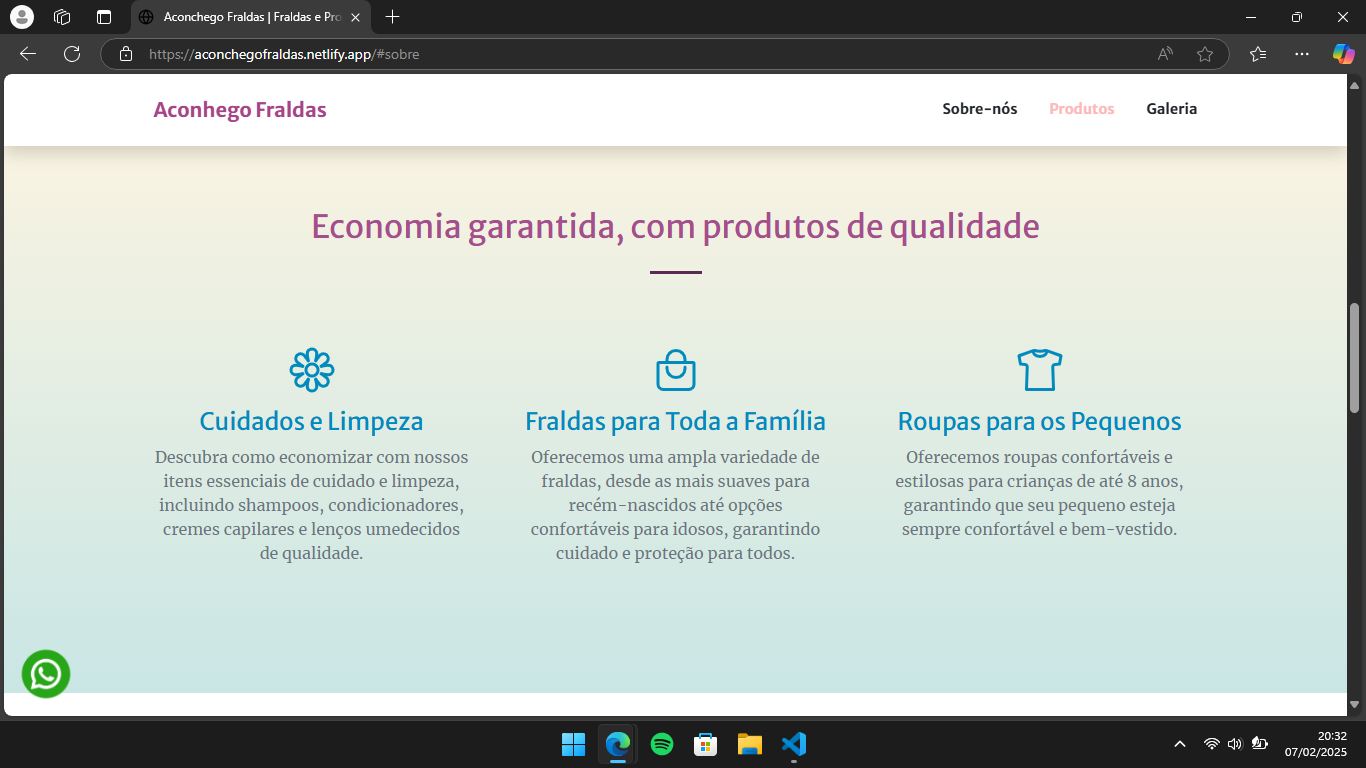 Aconchego Fraldas | Fraldas e Pro
https://aconchegofraldas.netlify.app/#sobre
Aconhego Fraldas
Sobre-nós
Produtos
Galeria
Economia garantida, com produtos de qualidade
Cuidados e Limpeza
Descubra como economizar com nossos
itens essenciais de cuidado e limpeza,
incluindo shampoos, condicionadores,
cremes capilares e lenços umedecidos
de qualidade.
Fraldas para Toda a Família
Oferecemos uma ampla variedade de
fraldas, desde as mais suaves para
recém-nascidos até opções
confortáveis para idosos, garantindo
cuidado e proteção para todos.
Roupas para os Pequenos
Oferecemos roupas confortáveis e
estilosas para crianças de até 8 anos,
garantindo que seu pequeno esteja
sempre confortável e bem-vestido.
20:32
07/02/2025